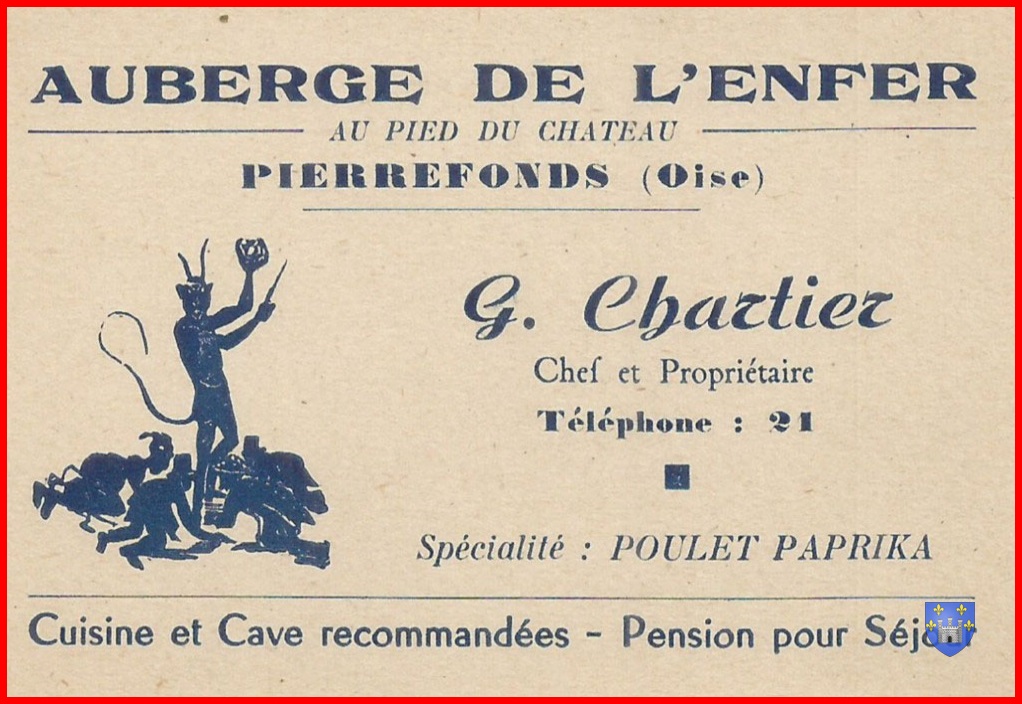 AUBERGE DE L'ENFER
AU PIED DU CHATEAU
PIERREFONDS (Oise)
G. Chartier
Chef et Propriétaire
Téléphone : 21
Spécialité : POULET PAPRIKA
Cuisine et Cave recommandées - Pension pour Séjour